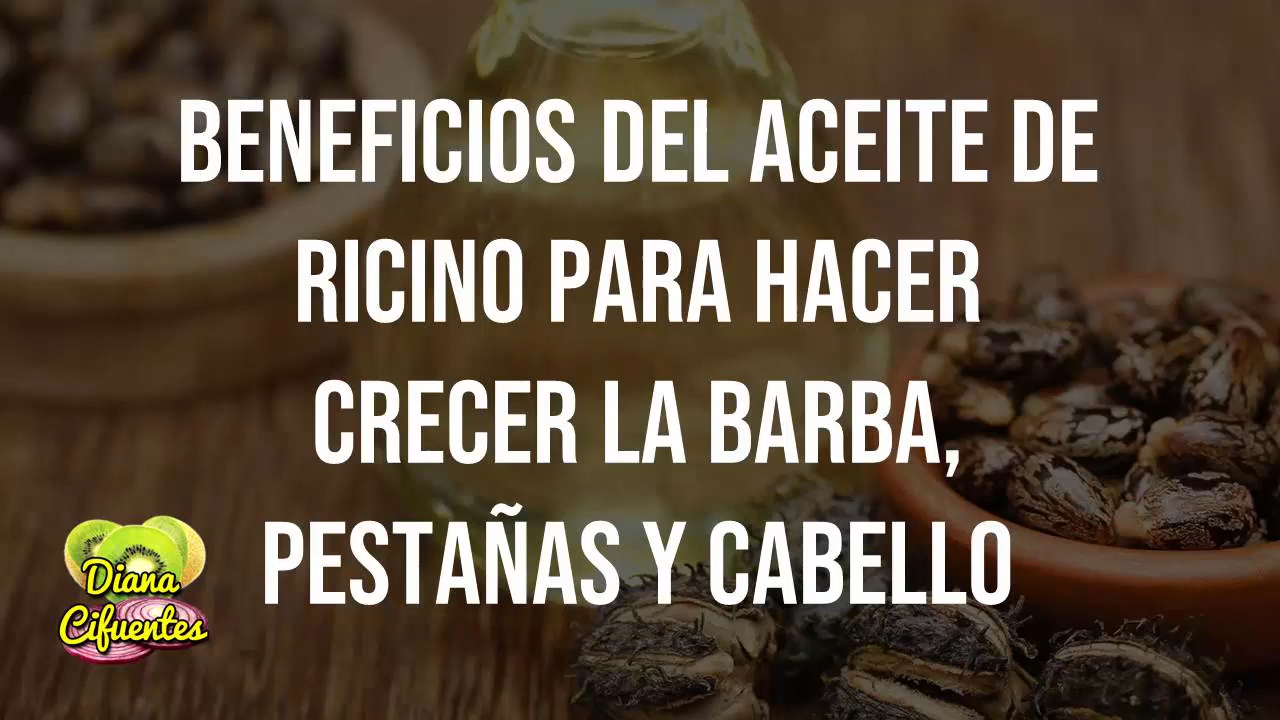 BENEFICIOS DEL ACEITE DE
RICINO PARA HACER
CRECER LA BARBA,
PESTAÑAS Y CABELLO
Diana
Cifuentes